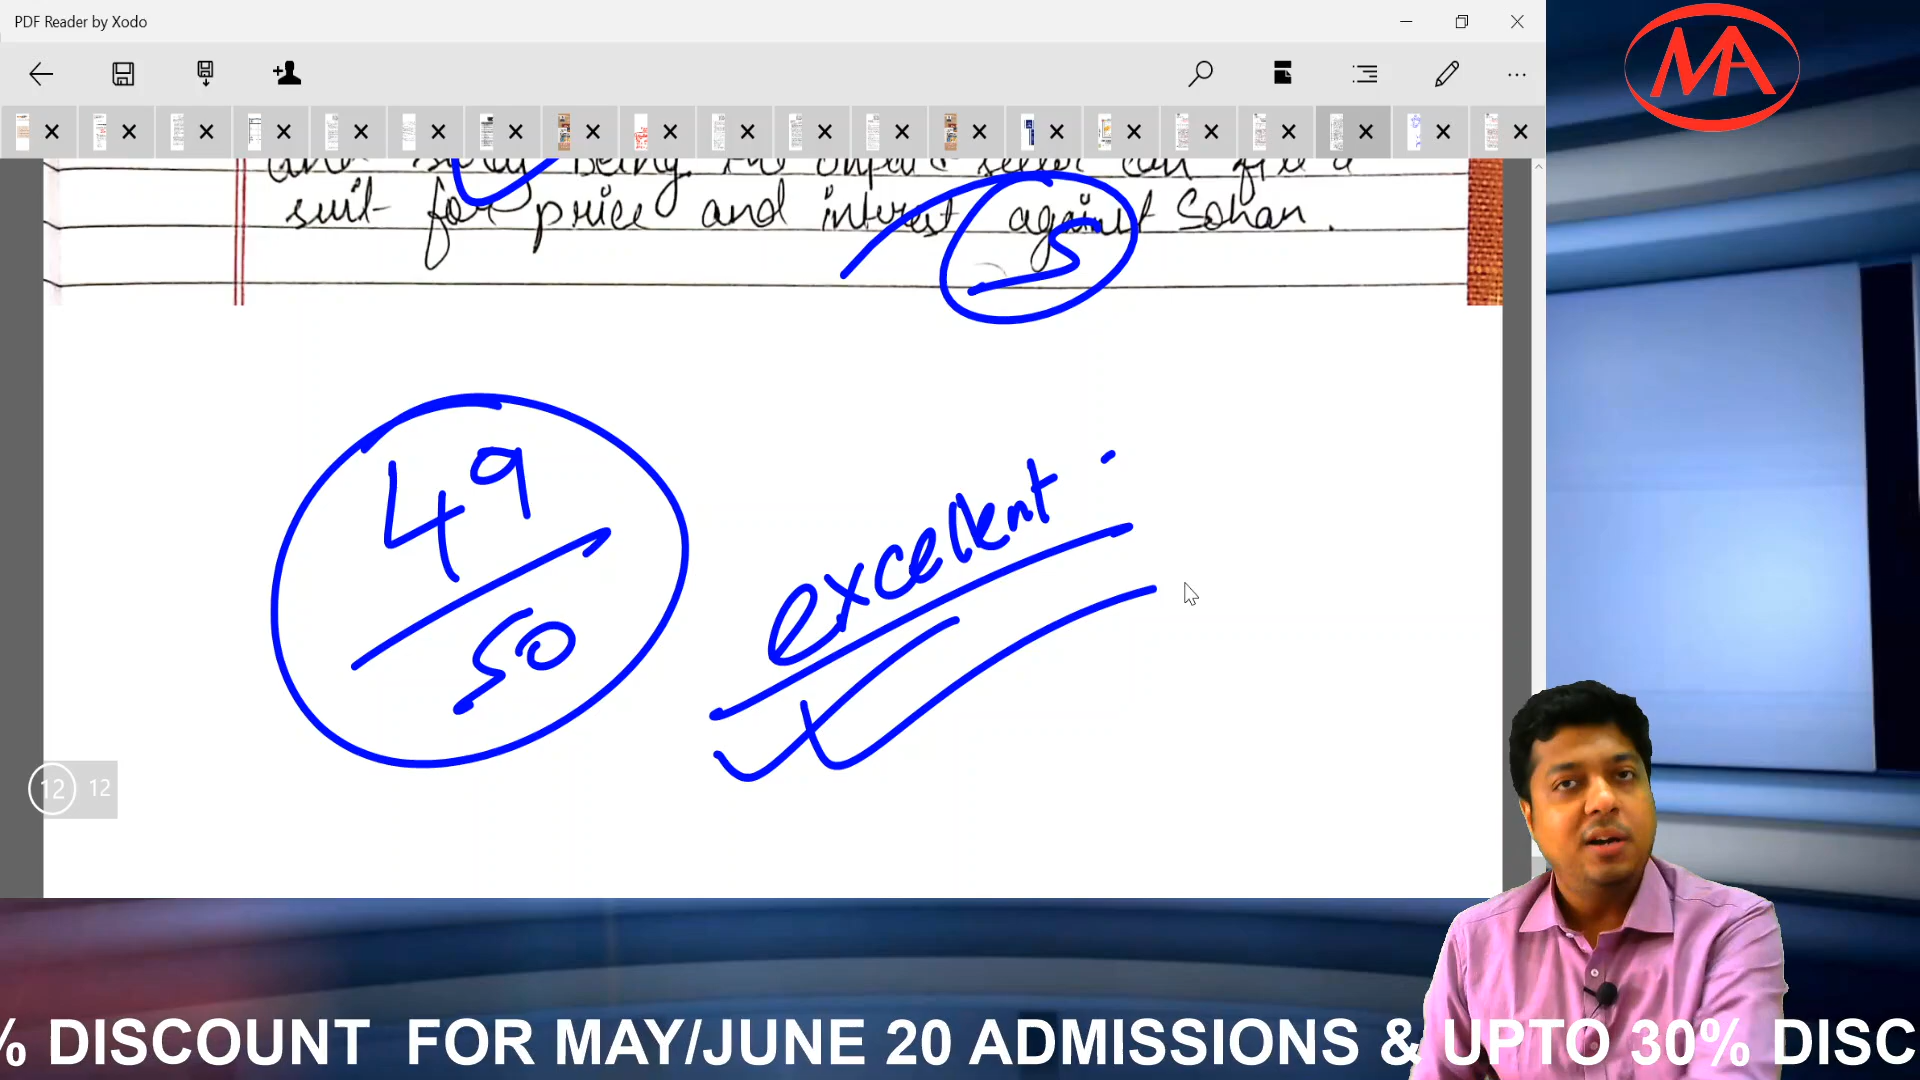 PDF Reader by Xodo
MA
suit for price and interest against Sohan.
5
49
50
excellent
12 12
% DISCOUNT FOR MAY/JUNE 20 ADMISSIONS & UPTO 30% DISC